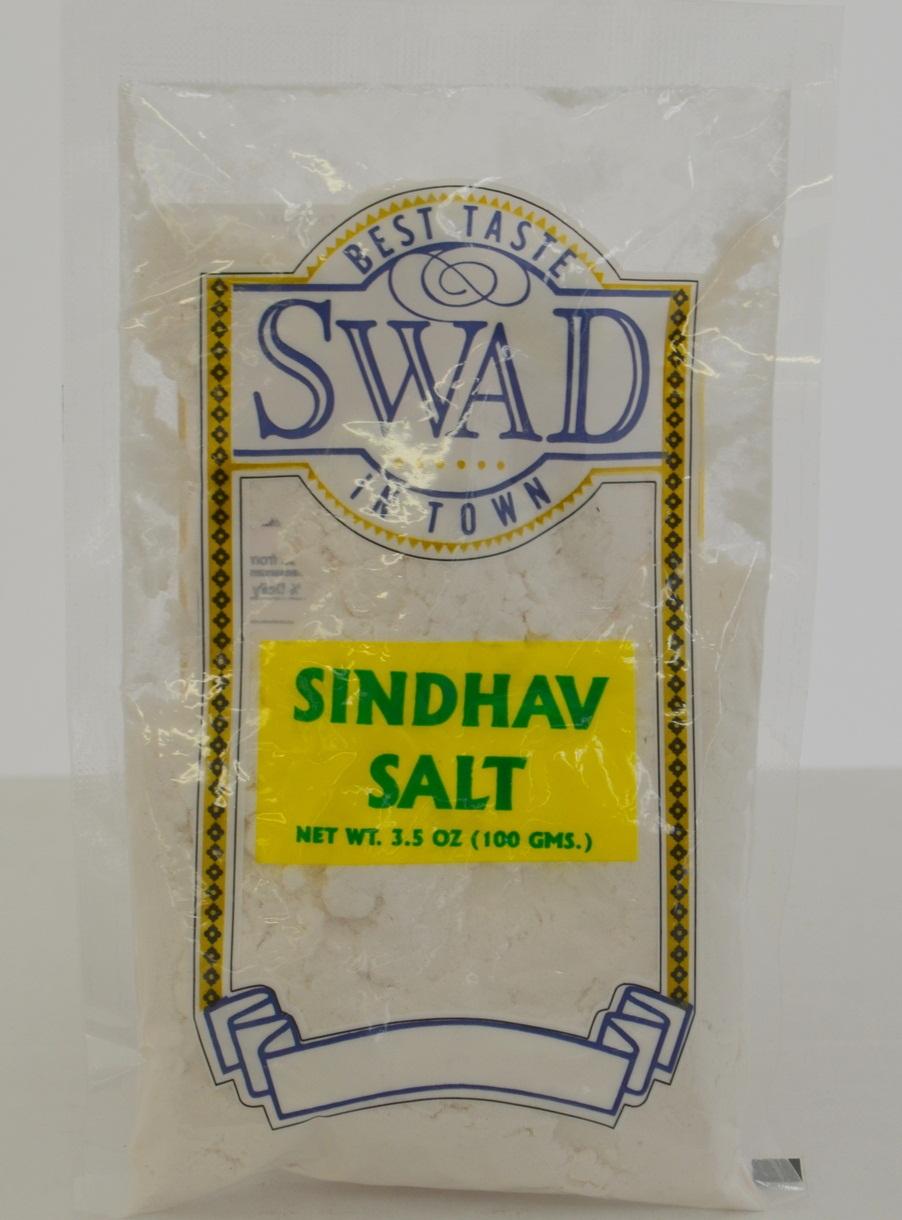 BEST TASTE
SWAD
IN TOWN
SINDHAV
SALT
NET WT. 3.5 OZ (100 GMS.)